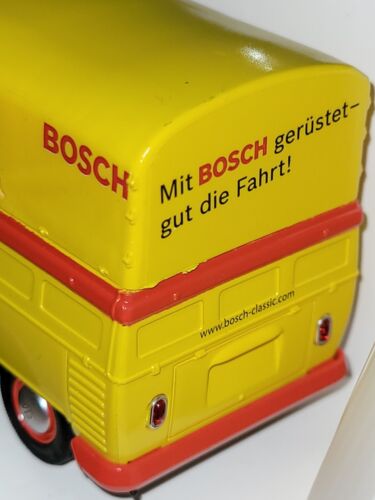 BOSCH
Mit BOSCH gerüstet–
gut die Fahrt!
www.bosch-classic.com